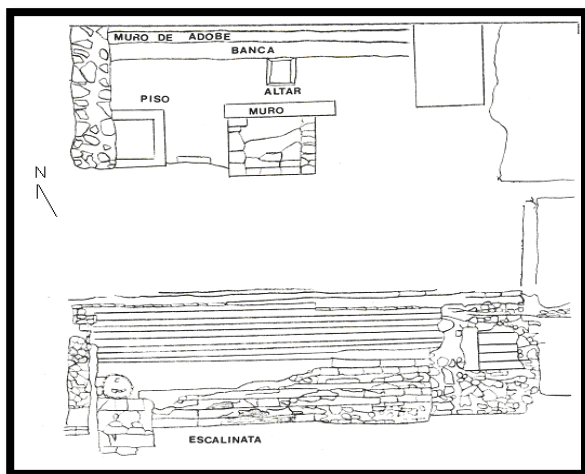 MURO DE ADOBE
BANCA
ALTAR
PISO
MURO
N
ESCALINATA